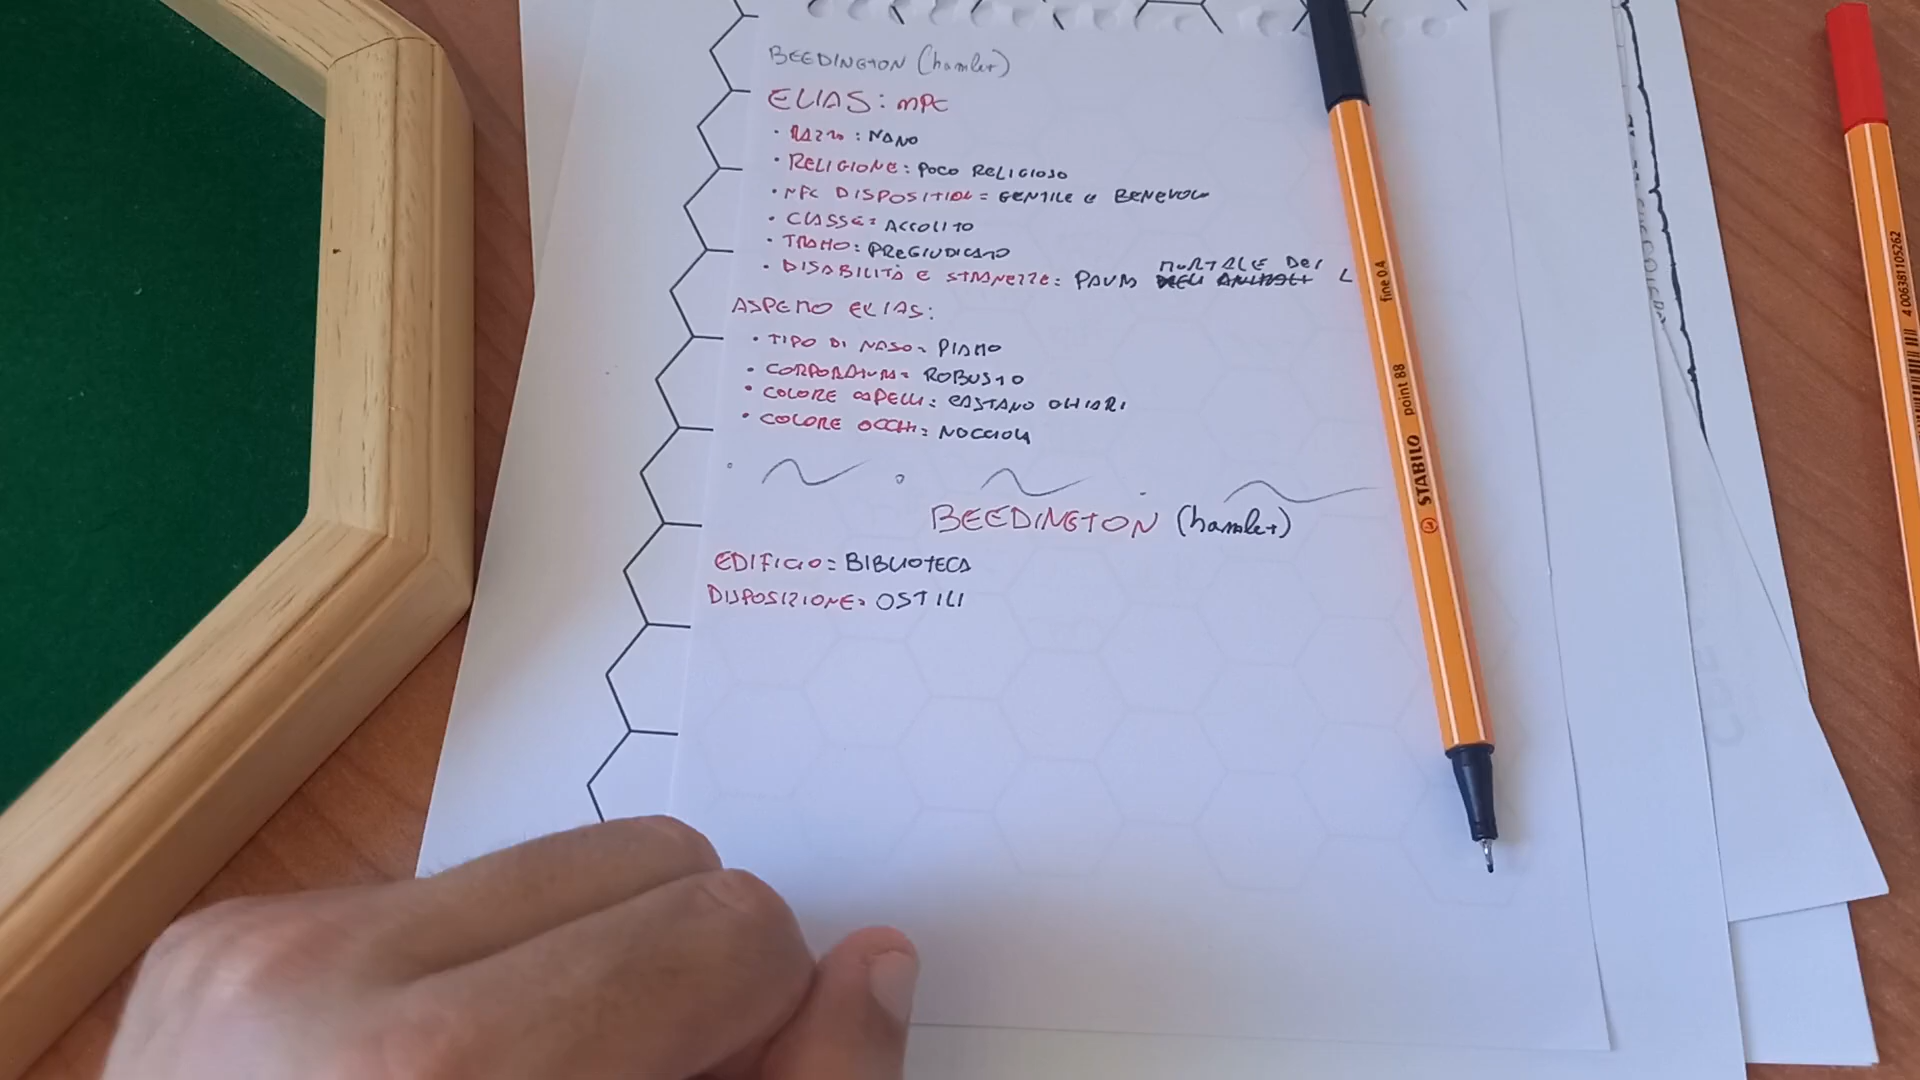 BEEDINGTON (hamlet)
ELIAS: NPC
• RAZZA: NANO
• RELIGIONE: POCO RELIGIOSO
• NPC DISPOSITION = GENTILE e BENEVOLO
• CLASSE: ACCOLITO
• TRATTO: PREGIUDICATO
• DISABILITÀ E STRANEZZE: PAURA MORTALE DEI
ASPETTO ELIAS:
• TIPO DI NASO: PIATTO
• CORPORATURA: ROBUSTO
• COLORE CAPELLI: CASTANO CHIARI
• COLORE OCCHI: NOCCIOLA
BEEDINGTON (hamlet)
EDIFICIO: BIBLIOTECA
DISPOSIZIONE: OSTILI
STABILO point 88 fine 0.4
4 006381105262